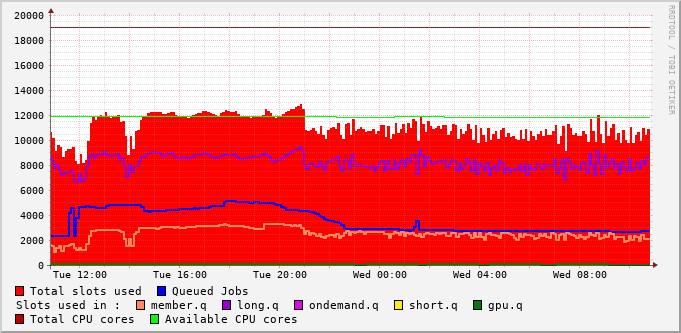 20000
18000
16000
14000
12000
10000
8000
6000
4000
2000
0
Tue 12:00 Tue 16:00 Tue 20:00 Wed 00:00 Wed 04:00 Wed 08:00
RRDTOOL / TOBI OETIKER
Total slots used Queued Jobs
Slots used in : member.q long.q ondemand.q short.q gpu.q
Total CPU cores Available CPU cores